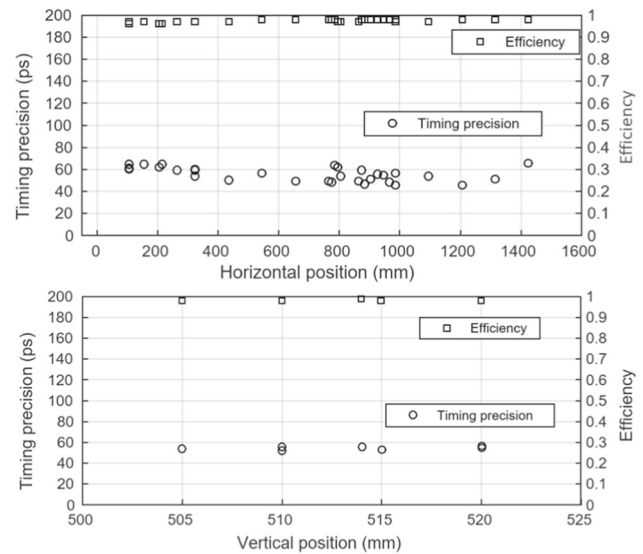 200 1
180 0.9
160 0.8
140 0.7
120 0.6
100 0.5
80 0.4
60 0.3
40 0.2
20 0.1
0 0
Timing precision (ps)
Efficiency
Efficiency
Timing precision
0 200 400 600 800 1000 1200 1400 1600
Horizontal position (mm)
200 1
180 0.9
160 0.8
140 0.7
120 0.6
100 0.5
80 0.4
60 0.3
40 0.2
20 0.1
0 0
Timing precision (ps)
Efficiency
Efficiency
Timing precision
500 505 510 515 520 525
Vertical position (mm)